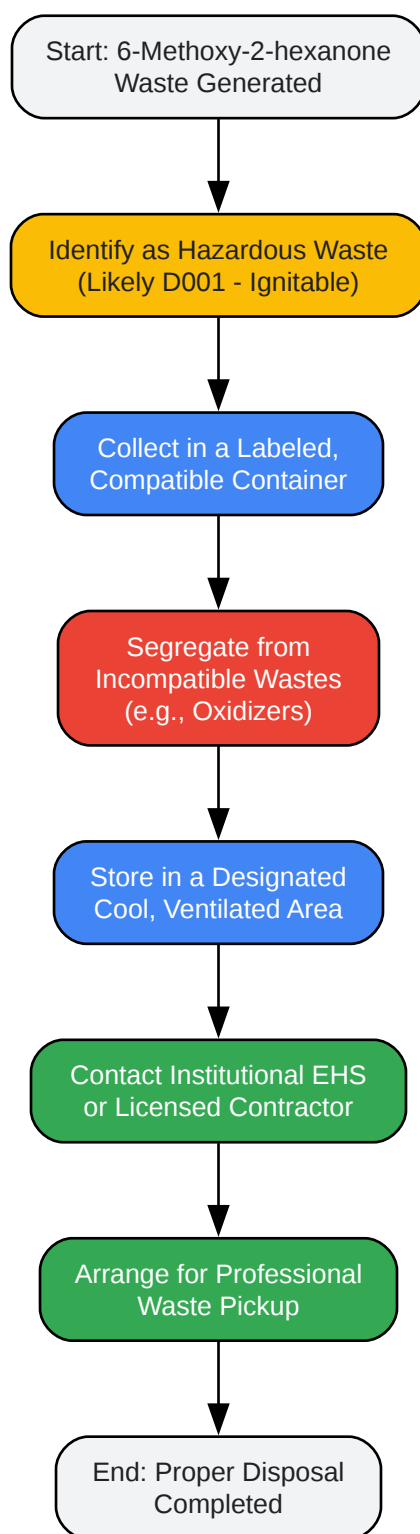 Start: 6-Methoxy-2-hexanone
Waste Generated
Identify as Hazardous Waste
(Likely D001 - Ignitable)
Collect in a Labeled,
Compatible Container
Segregate from
Incompatible Wastes
(e.g., Oxidizers)
Store in a Designated
Cool, Ventilated Area
Contact Institutional EHS
or Licensed Contractor
Arrange for Professional
Waste Pickup
End: Proper Disposal
Completed